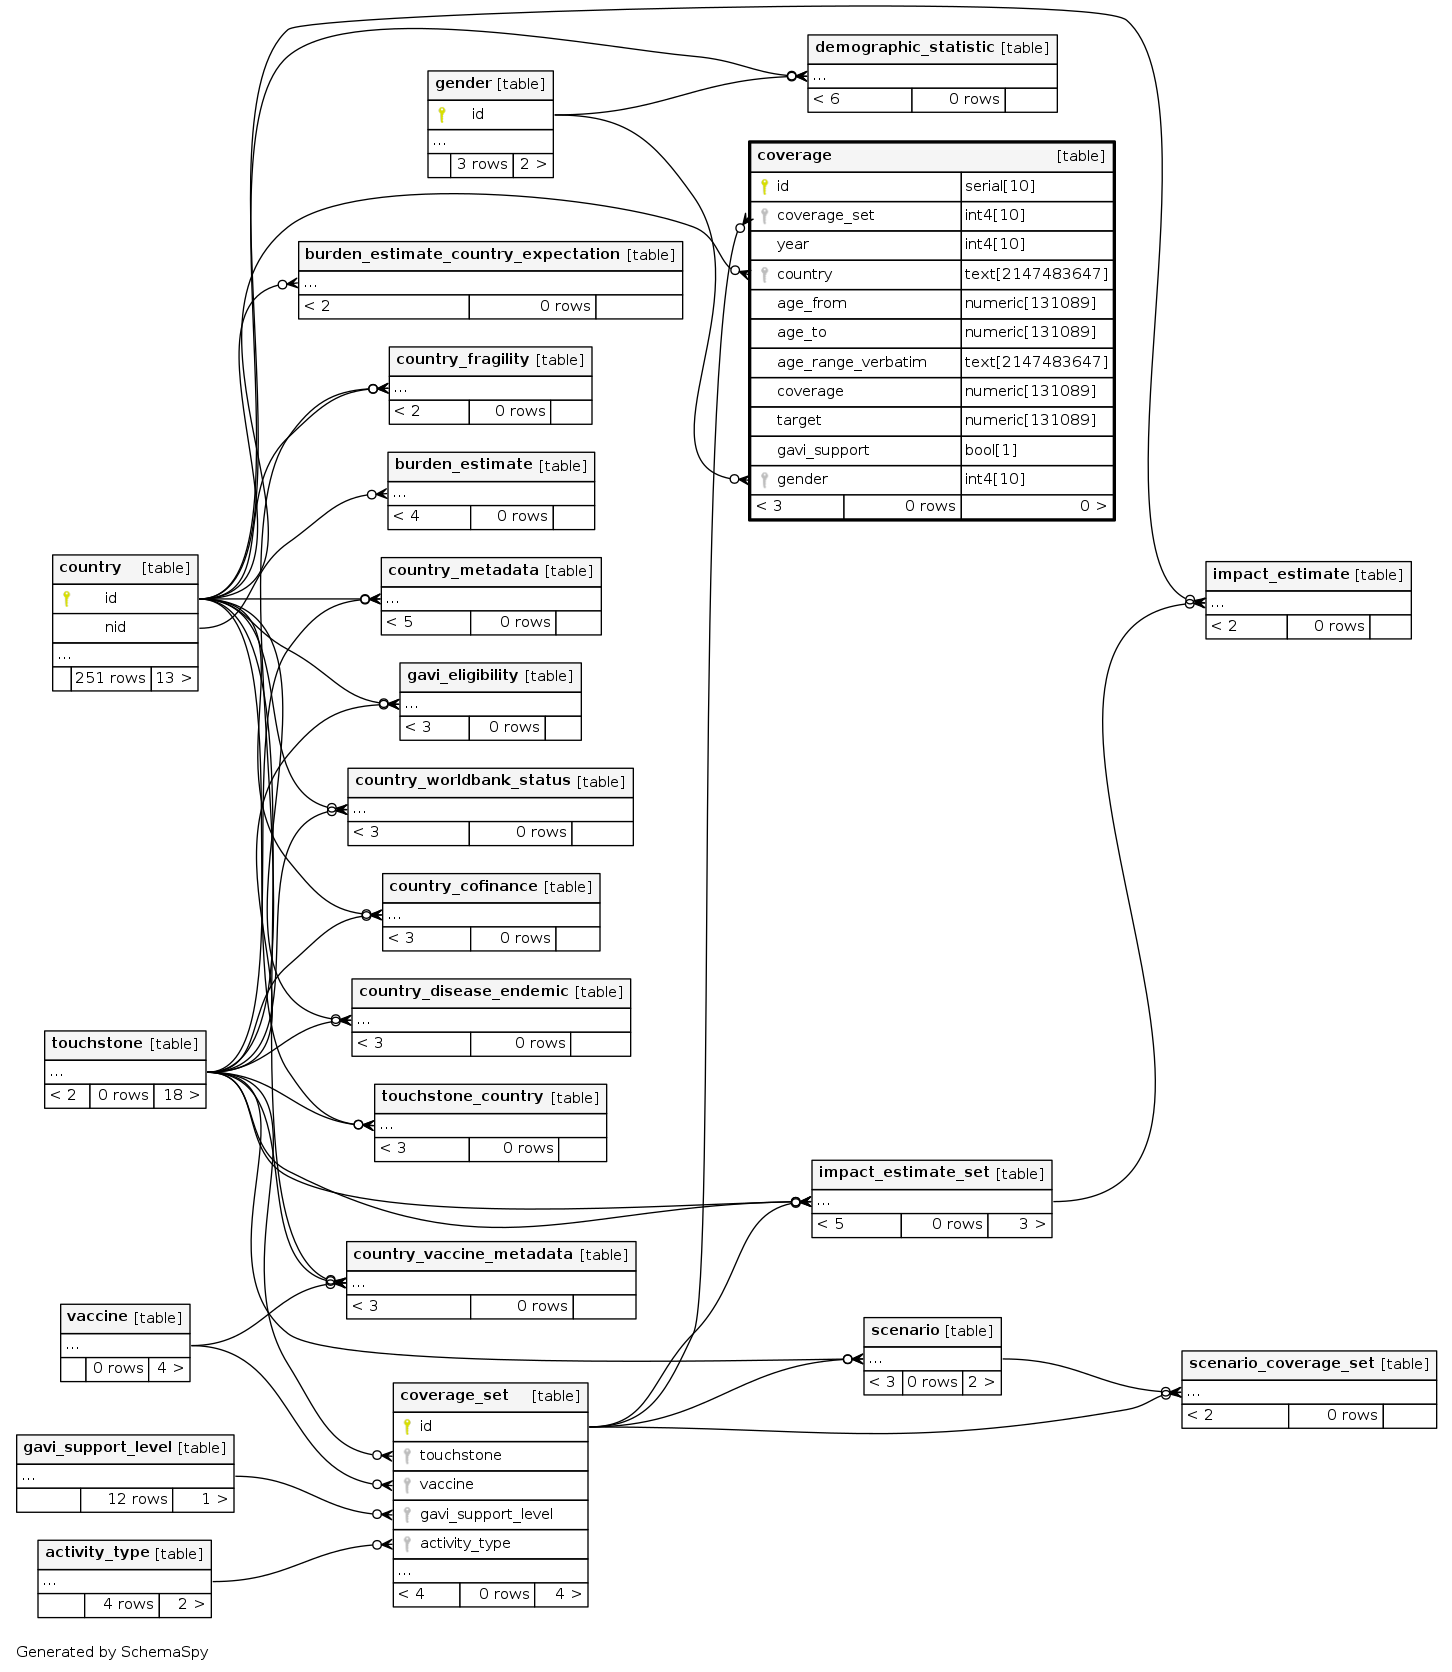 demographic_statistic [table]
...
< 6 0 rows
gender [table]
id
...
3 rows 2 >
coverage [table]
id serial[10]
coverage_set int4[10]
year int4[10]
country text[2147483647]
age_from numeric[131089]
age_to numeric[131089]
age_range_verbatim text[2147483647]
coverage numeric[131089]
target numeric[131089]
gavi_support bool[1]
gender int4[10]
< 3 0 rows 0 >
burden_estimate_country_expectation [table]
...
< 2 0 rows
country_fragility [table]
...
< 2 0 rows
burden_estimate [table]
...
< 4 0 rows
country [table]
id
nid
...
251 rows 13 >
country_metadata [table]
...
< 5 0 rows
impact_estimate [table]
...
< 2 0 rows
gavi_eligibility [table]
...
< 3 0 rows
country_worldbank_status [table]
...
< 3 0 rows
country_cofinance [table]
...
< 3 0 rows
country_disease_endemic [table]
...
< 3 0 rows
touchstone [table]
...
< 2 0 rows 18 >
touchstone_country [table]
...
< 3 0 rows
impact_estimate_set [table]
...
< 5 0 rows 3 >
country_vaccine_metadata [table]
...
< 3 0 rows
vaccine [table]
...
0 rows 4 >
scenario [table]
...
< 3 0 rows 2 >
scenario_coverage_set [table]
...
< 2 0 rows
coverage_set [table]
id
touchstone
vaccine
gavi_support_level
activity_type
...
< 4 0 rows 4 >
gavi_support_level [table]
...
12 rows 1 >
activity_type [table]
...
4 rows 2 >
Generated by SchemaSpy